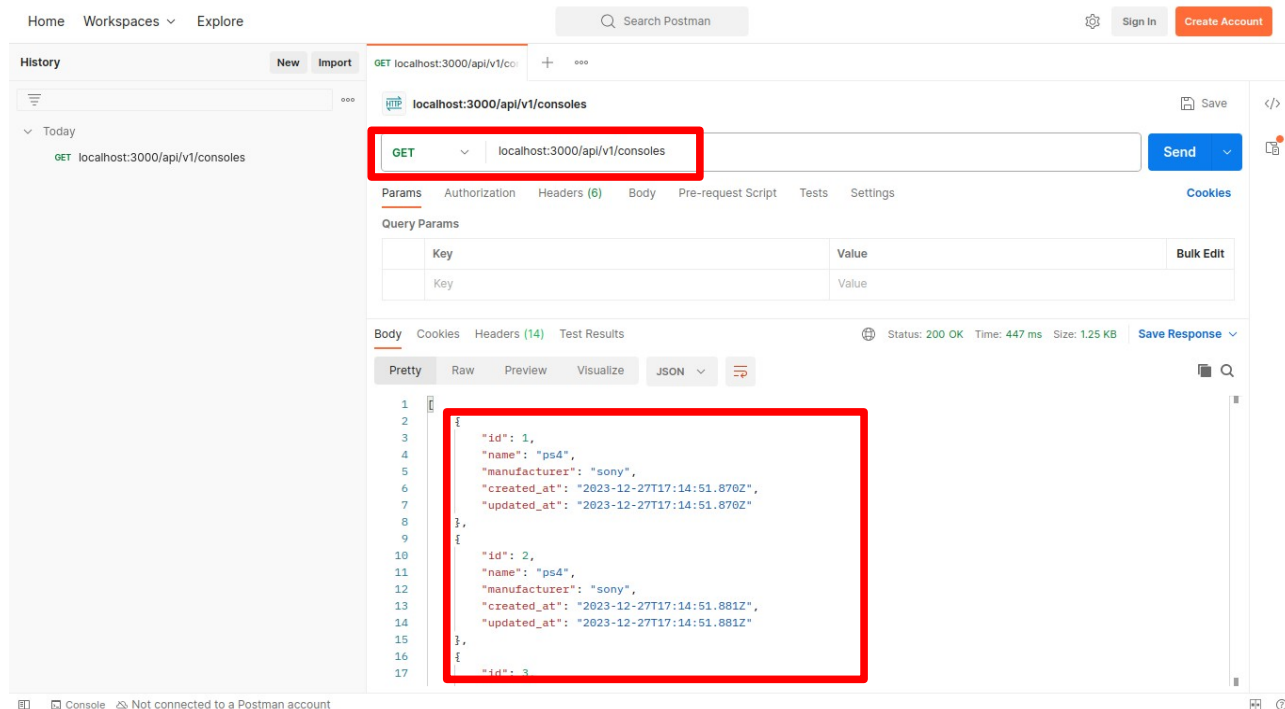 Home Workspaces Explore Search Postman Sign In Create Account
History New Import GET localhost:3000/api/v1/co
HTTP localhost:3000/api/v1/consoles Save
Today
GET localhost:3000/api/v1/consoles
GET localhost:3000/api/v1/consoles Send
Params Authorization Headers (6) Body Pre-request Script Tests Settings Cookies
Query Params
Key Value Bulk Edit
Key Value
Body Cookies Headers (14) Test Results Status: 200 OK Time: 447 ms Size: 1.25 KB Save Response
Pretty Raw Preview Visualize JSON
1 [
2 {
3 "id": 1,
4 "name": "ps4",
5 "manufacturer": "sony",
6 "created_at": "2023-12-27T17:14:51.870Z",
7 "updated_at": "2023-12-27T17:14:51.870Z"
8 },
9 {
10 "id": 2,
11 "name": "ps4",
12 "manufacturer": "sony",
13 "created_at": "2023-12-27T17:14:51.881Z",
14 "updated_at": "2023-12-27T17:14:51.881Z"
15 },
16 {
17 "id": 3,
Console Not connected to a Postman account